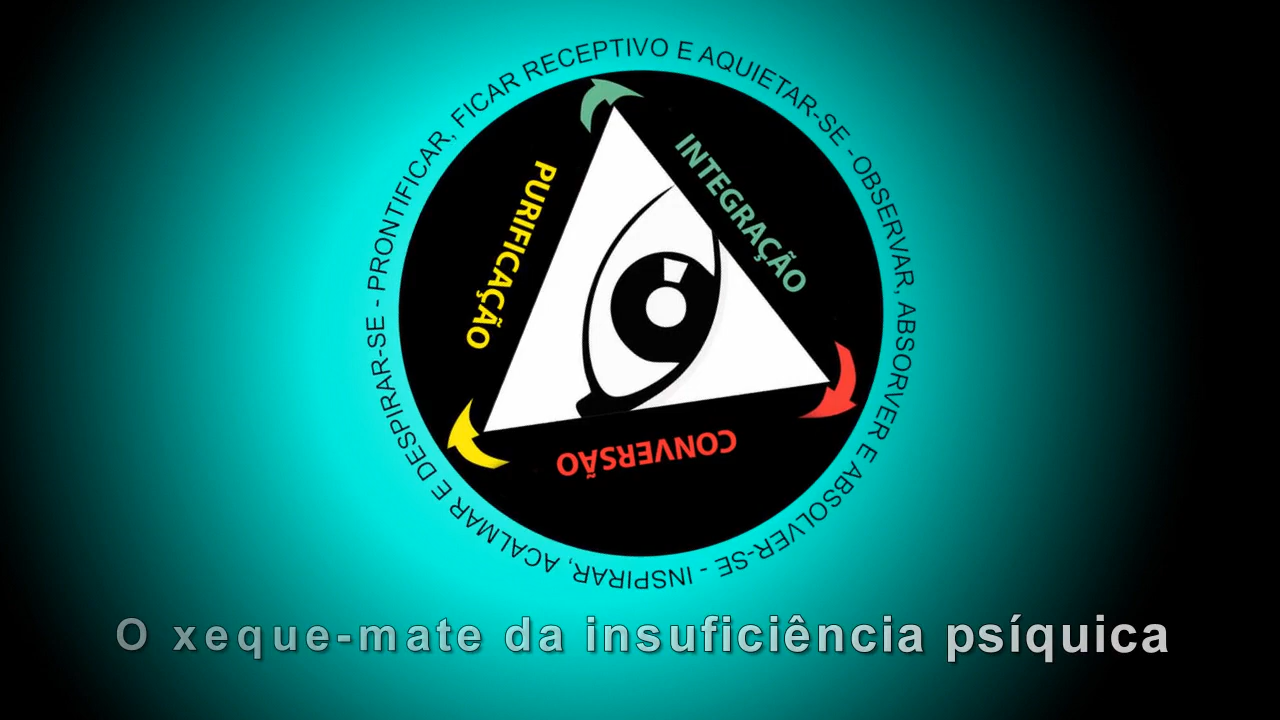 PRONTIFICAR, FICAR RECEPTIVO E AQUIETAR-SE - OBSERVAR, ABSORVER E ABSOLVER-SE - INSPIRAR, ACALMAR E DESPIRAR-SE -
PURIFICAÇÃO
INTEGRAÇÃO
CONVERSÃO
O xeque-mate da insuficiência psíquica